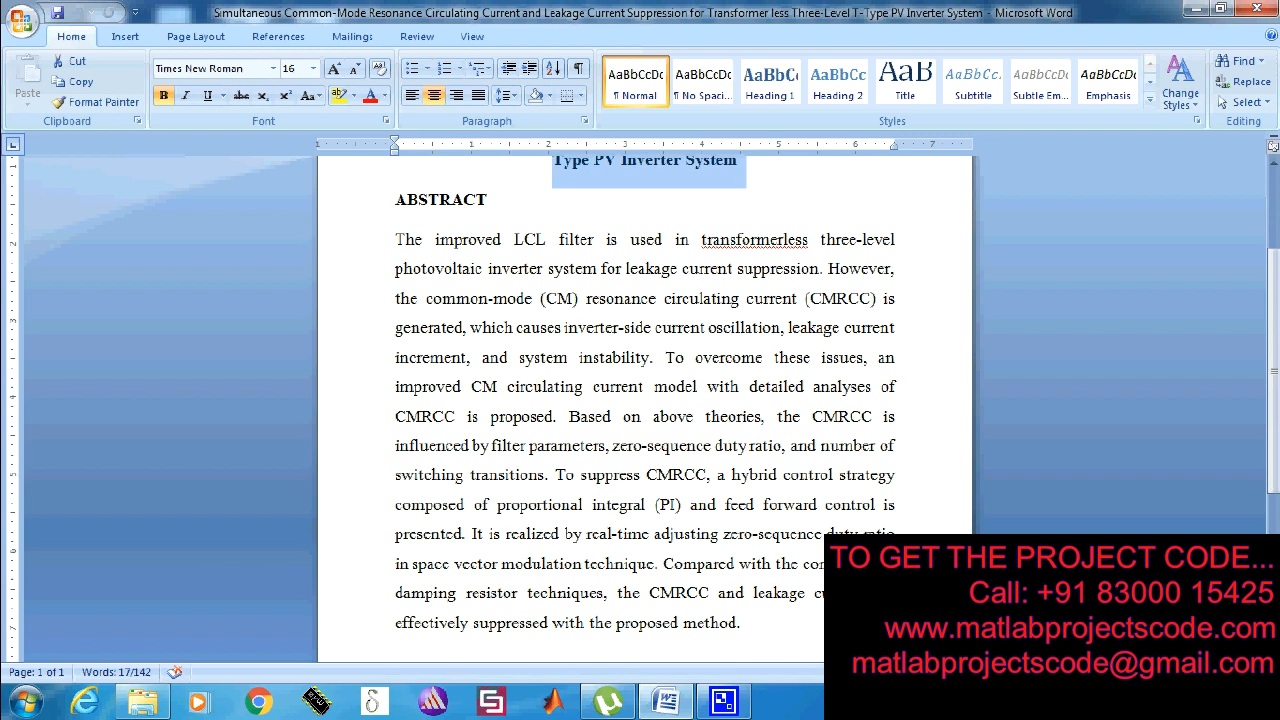 Simultaneous Common-Mode Resonance Circulating Current and Leakage Current Suppression for Transformer less Three-Level T-Type PV Inverter System - Microsoft Word
Home Insert Page Layout References Mailings Review View
Paste
Cut
Copy
Format Painter
Clipboard
Times New Roman 16
Font
Paragraph
AaBbCcDc AaBbCcDc AaBbC AaBbCc AaB AaBbCc. AaBbCcDc AaBbCcDc
¶ Normal ¶ No Spaci... Heading 1 Heading 2 Title Subtitle Subtle Em... Emphasis
Change Styles
Styles
Find
Replace
Select
Editing
Type PV Inverter System
ABSTRACT
The improved LCL filter is used in transformerless three-level
photovoltaic inverter system for leakage current suppression. However,
the common-mode (CM) resonance circulating current (CMRCC) is
generated, which causes inverter-side current oscillation, leakage current
increment, and system instability. To overcome these issues, an
improved CM circulating current model with detailed analyses of
CMRCC is proposed. Based on above theories, the CMRCC is
influenced by filter parameters, zero-sequence duty ratio, and number of
switching transitions. To suppress CMRCC, a hybrid control strategy
composed of proportional integral (PI) and feed forward control is
presented. It is realized by real-time adjusting zero-sequence duty ratio
in space vector modulation technique. Compared with the
damping resistor techniques, the CMRCC and leakage
effectively suppressed with the proposed method.
TO GET THE PROJECT CODE...
Call: +91 83000 15425
www.matlabprojectscode.com
matlabprojectscode@gmail.com
Page: 1 of 1 Words: 17/142